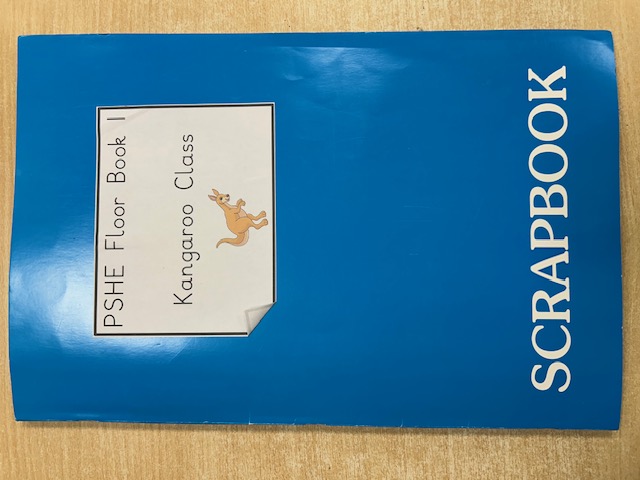 PSHE Floor Book 1
Kangaroo Class
SCRAPBOOK